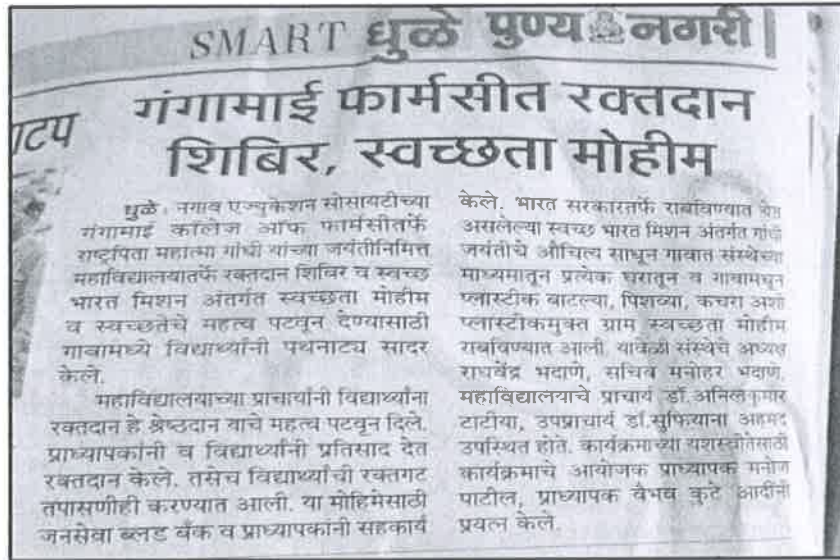 SMART धुळे पुण्य नगरी
गंगामाई फार्मसीत रक्तदान
शिबिर, स्वच्छता मोहीम
टप
धुळे : नगाव एज्युकेशन सोसायटीच्या
गंगामाई कॉलेज ऑफ फार्मसीतर्फे
राष्ट्रपिता महात्मा गांधी यांच्या जयंतीनिमित्त
महाविद्यालयातर्फे रक्तदान शिबिर व स्वच्छ
भारत मिशन अंतर्गत स्वच्छता मोहीम
व स्वच्छतेचे महत्व पटवून देण्यासाठी
गावामध्ये विद्यार्थ्यांनी पथनाट्य सादर
केले.
महाविद्यालयाच्या प्राचार्यांनी विद्यार्थ्यांना
रक्तदान हे श्रेष्ठदान याचे महत्व पटवून दिले.
प्राध्यापकांनी व विद्यार्थ्यांनी प्रतिसाद देत
रक्तदान केले. तसेच विद्यार्थ्यांची रक्तगट
तपासणीही करण्यात आली. या मोहिमेसाठी
जनसेवा ब्लड बँक व प्राध्यापकांनी सहकार्य
केले. भारत सरकारतर्फे राबविण्यात येत
असलेल्या स्वच्छ भारत मिशन अंतर्गत गांधी
जयंतीचे औचित्य साधून गावात संस्थेच्या
माध्यमातून प्रत्येक घरातून व गावामधून
प्लास्टीक बाटल्या, पिशव्या, कचरा अशा
प्लास्टीकमुक्त ग्राम स्वच्छता मोहीम
राबविण्यात आली. यावेळी संस्थेचे अध्यक्ष
राघवेंद्र भदाणे, सचिव मनोहर भदाणे,
महाविद्यालयाचे प्राचार्य डॉ.अनिलकुमार
टाटीया, उपप्राचार्य डॉ.सुफियाना अहमद
उपस्थित होते. कार्यक्रमाच्या यशस्वीतेसाठी
कार्यक्रमाचे आयोजक प्राध्यापक मनोज
पाटील, प्राध्यापक वैभव कुटे आदींनी
प्रयत्न केले.